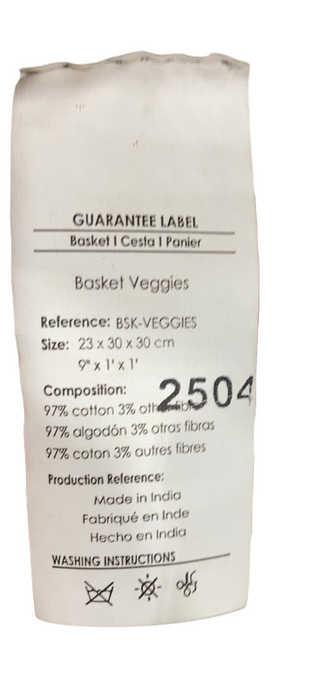 GUARANTEE LABEL
Basket I Cesta I Panier
Basket Veggies
Reference: BSK-VEGGIES
Size: 23 x 30 x 30 cm
9" x 1' x 1'
Composition:
2504
97% cotton 3% other fib
97% algodón 3% otras fibras
97% coton 3% autres fibres
Production Reference:
Made in India
Fabriqué en Inde
Hecho en India
WASHING INSTRUCTIONS